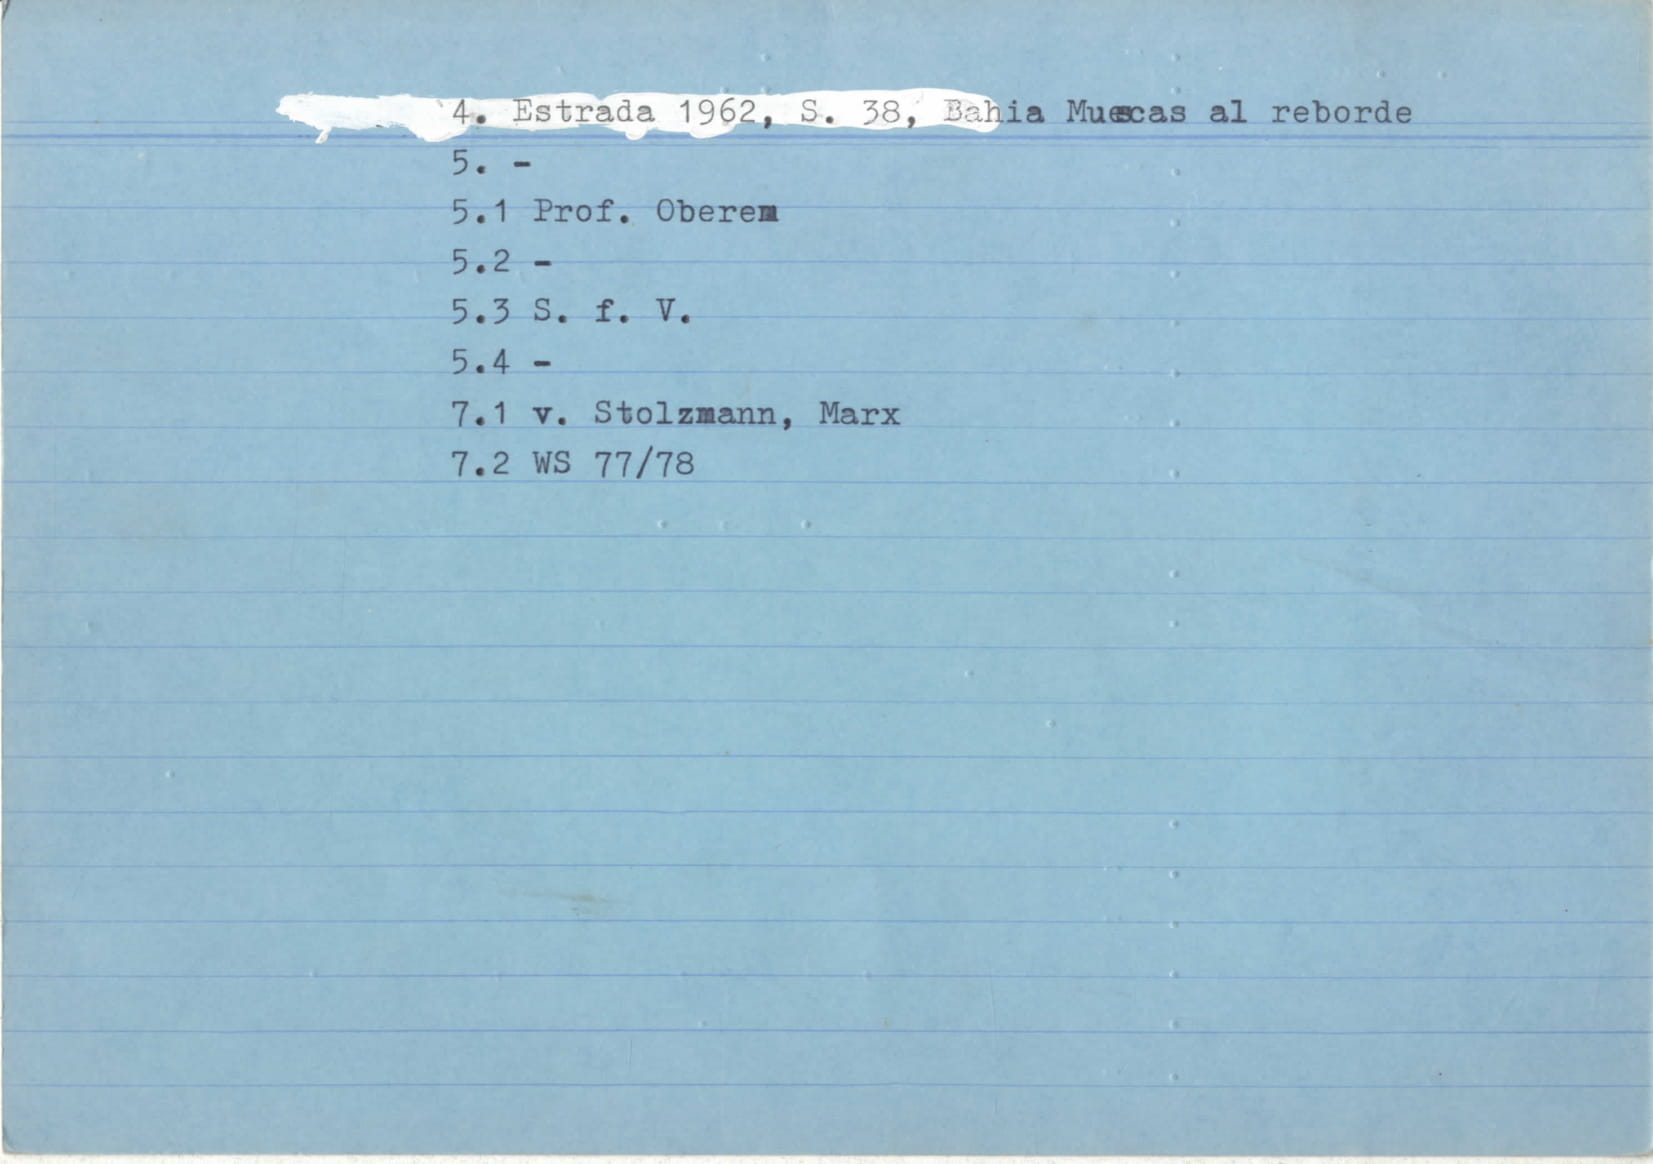 4. Estrada 1962, S. 38, Bahia Muescas al reborde
5. -
5.1 Prof. Oberem
5.2 -
5.3 S. f. V.
5.4 -
7.1 v. Stolzmann, Marx
7.2 WS 77/78